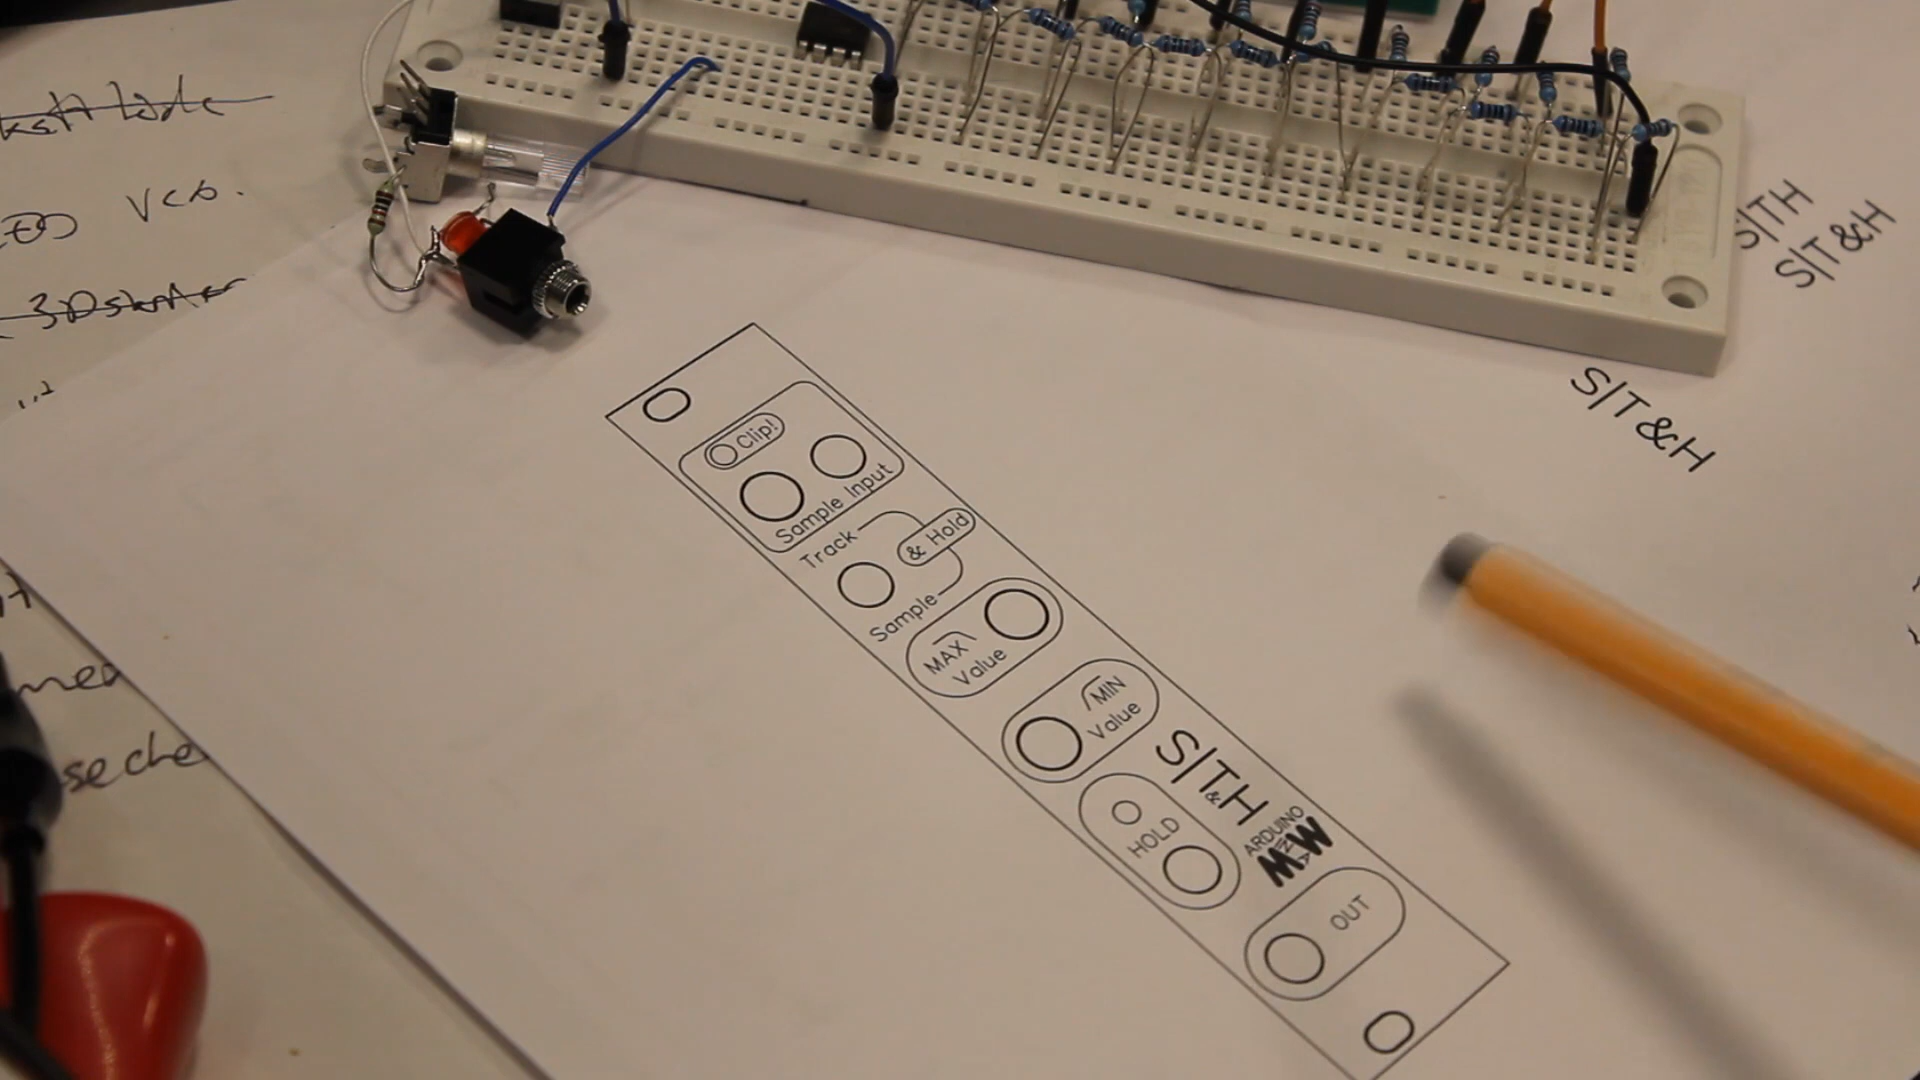 VCO.
S|TH
S|T&H
S|T&H
Clip!
Sample Input
Track
& Hold
Sample
MAX
Value
MIN
Value
S|T&H
ARDUINO
HOLD
OUT